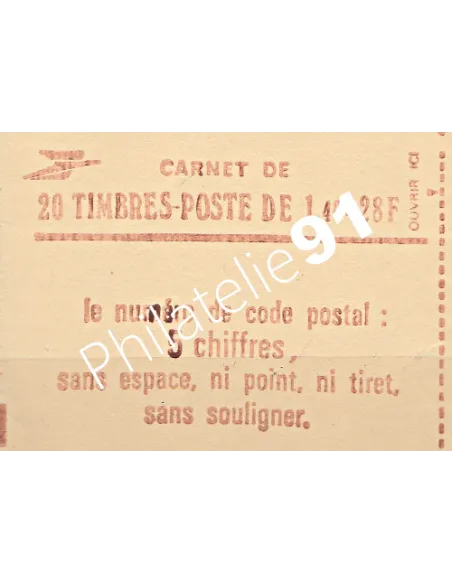 CARNET DE
20 TIMBRES-POSTE DE 1,40 28F
OUVRIR ICI
le numéro de code postal :
5 chiffres,
sans espace, ni point, ni tiret,
sans souligner.
Philatelie91